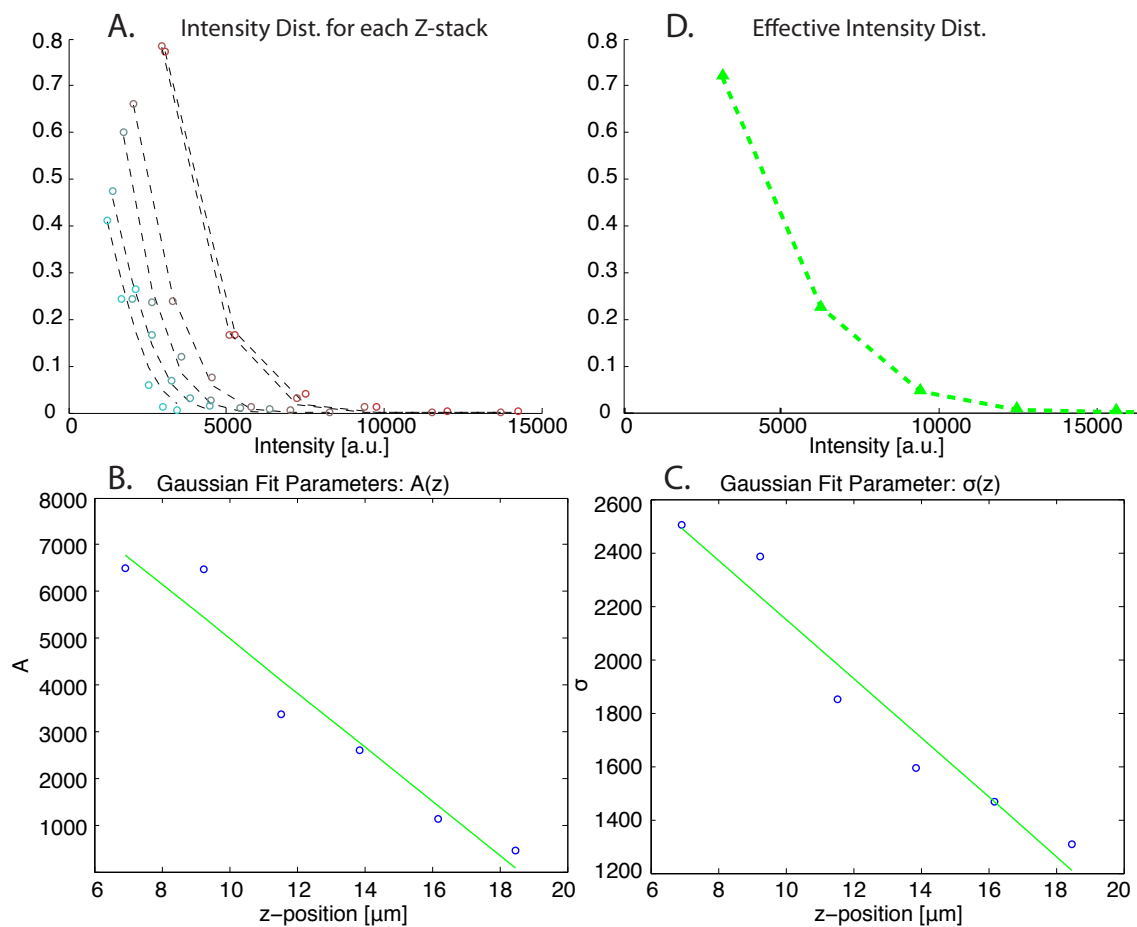 A. Intensity Dist. for each Z-stack
0.8
0.7
0.6
0.5
0.4
0.3
0.2
0.1
0
0 5000 10000 15000
Intensity [a.u.]
D. Effective Intensity Dist.
0.8
0.7
0.6
0.5
0.4
0.3
0.2
0.1
0
0 5000 10000 15000
Intensity [a.u.]
B. Gaussian Fit Parameters: A(z)
8000
7000
6000
5000
4000
3000
2000
1000
A
6 8 10 12 14 16 18 20
z-position [μm]
C. Gaussian Fit Parameter: σ(z)
2600
2400
2200
2000
1800
1600
1400
1200
σ
6 8 10 12 14 16 18 20
z-position [μm]